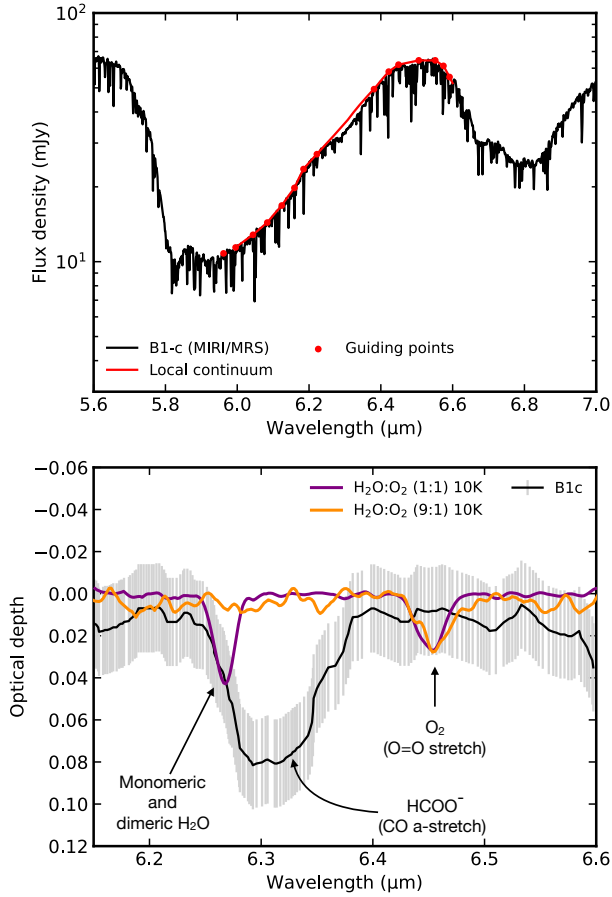 10²
Flux density (mJy)
10¹
B1-c (MIRI/MRS)
Local continuum
Guiding points
5.6 5.8 6.0 6.2 6.4 6.6 6.8 7.0
Wavelength (μm)
−0.06
−0.04
−0.02
0.00
0.02
0.04
0.06
0.08
0.10
0.12
Optical depth
H₂O:O₂ (1:1) 10K
H₂O:O₂ (9:1) 10K
B1c
Monomeric
and
dimeric H₂O
O₂
(O=O stretch)
HCOO⁻
(CO a-stretch)
6.2 6.3 6.4 6.5 6.6
Wavelength (μm)